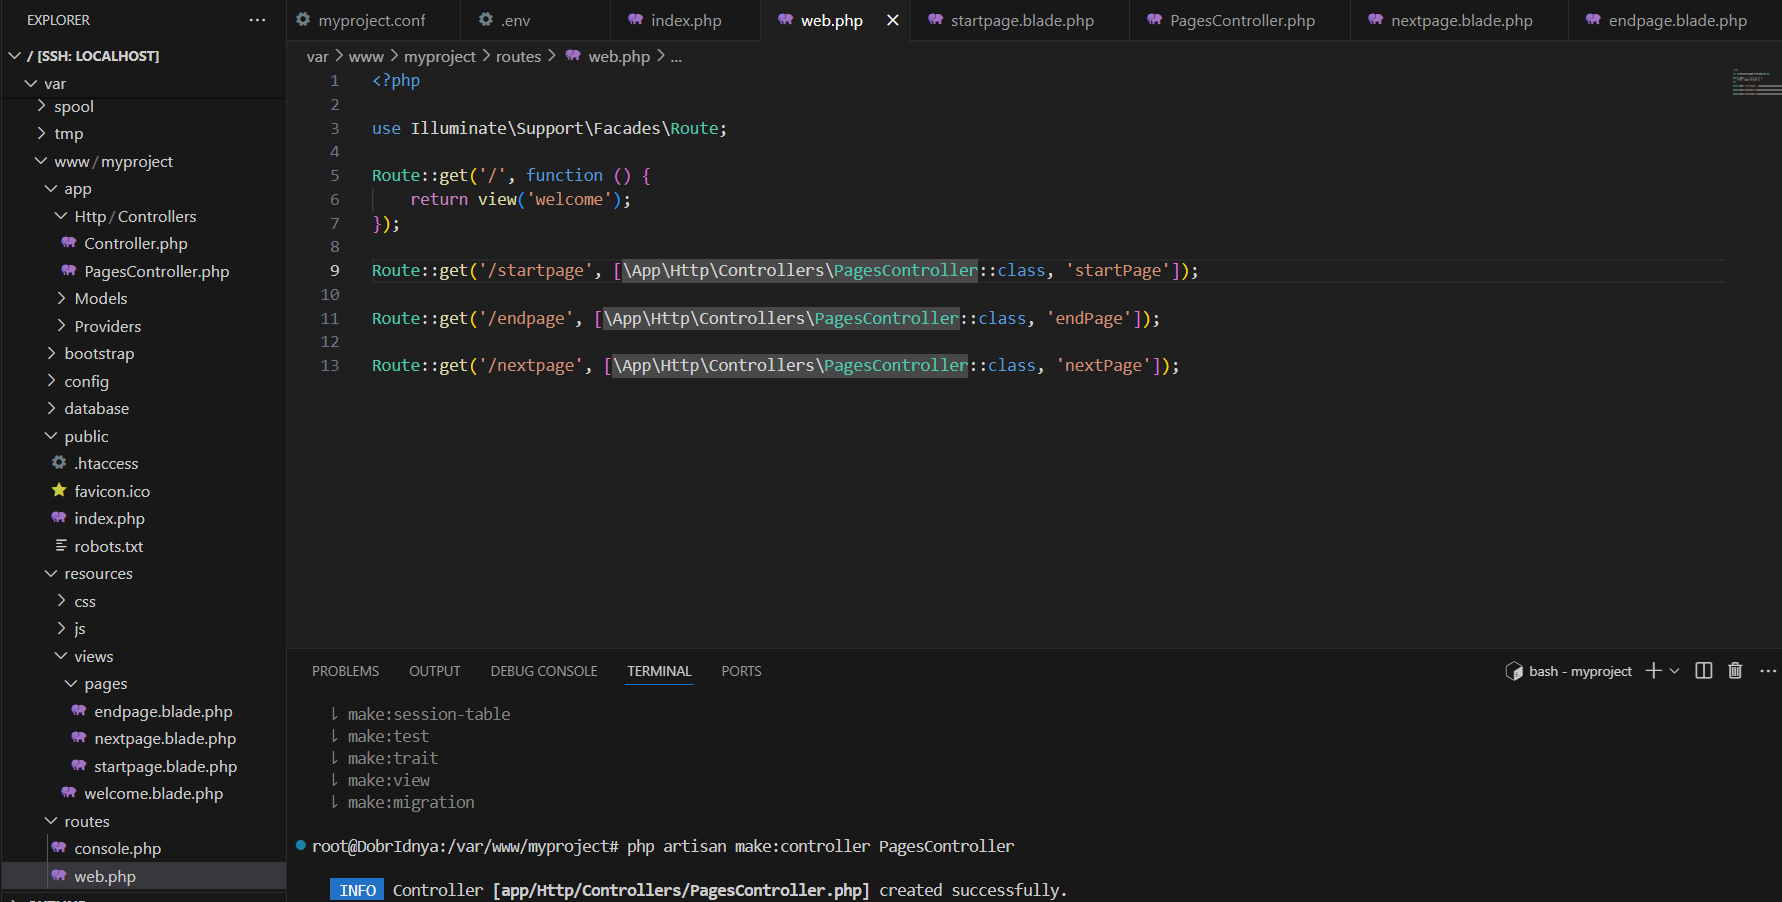 EXPLORER
/ [SSH: LOCALHOST]
var
spool
tmp
www / myproject
app
Http / Controllers
Controller.php
PagesController.php
Models
Providers
bootstrap
config
database
public
.htaccess
favicon.ico
index.php
robots.txt
resources
css
js
views
pages
endpage.blade.php
nextpage.blade.php
startpage.blade.php
welcome.blade.php
routes
console.php
web.php
myproject.conf .env index.php web.php startpage.blade.php PagesController.php nextpage.blade.php endpage.blade.php
var > www > myproject > routes > web.php > ...
1 <?php
2
3 use Illuminate\Support\Facades\Route;
4
5 Route::get('/', function () {
6     return view('welcome');
7 });
8
9 Route::get('/startpage', [\App\Http\Controllers\PagesController::class, 'startPage']);
10
11 Route::get('/endpage', [\App\Http\Controllers\PagesController::class, 'endPage']);
12
13 Route::get('/nextpage', [\App\Http\Controllers\PagesController::class, 'nextPage']);
PROBLEMS OUTPUT DEBUG CONSOLE TERMINAL PORTS
bash - myproject
⇂ make:session-table
⇂ make:test
⇂ make:trait
⇂ make:view
⇂ make:migration
root@DobrIdnya:/var/www/myproject# php artisan make:controller PagesController
INFO Controller [app/Http/Controllers/PagesController.php] created successfully.